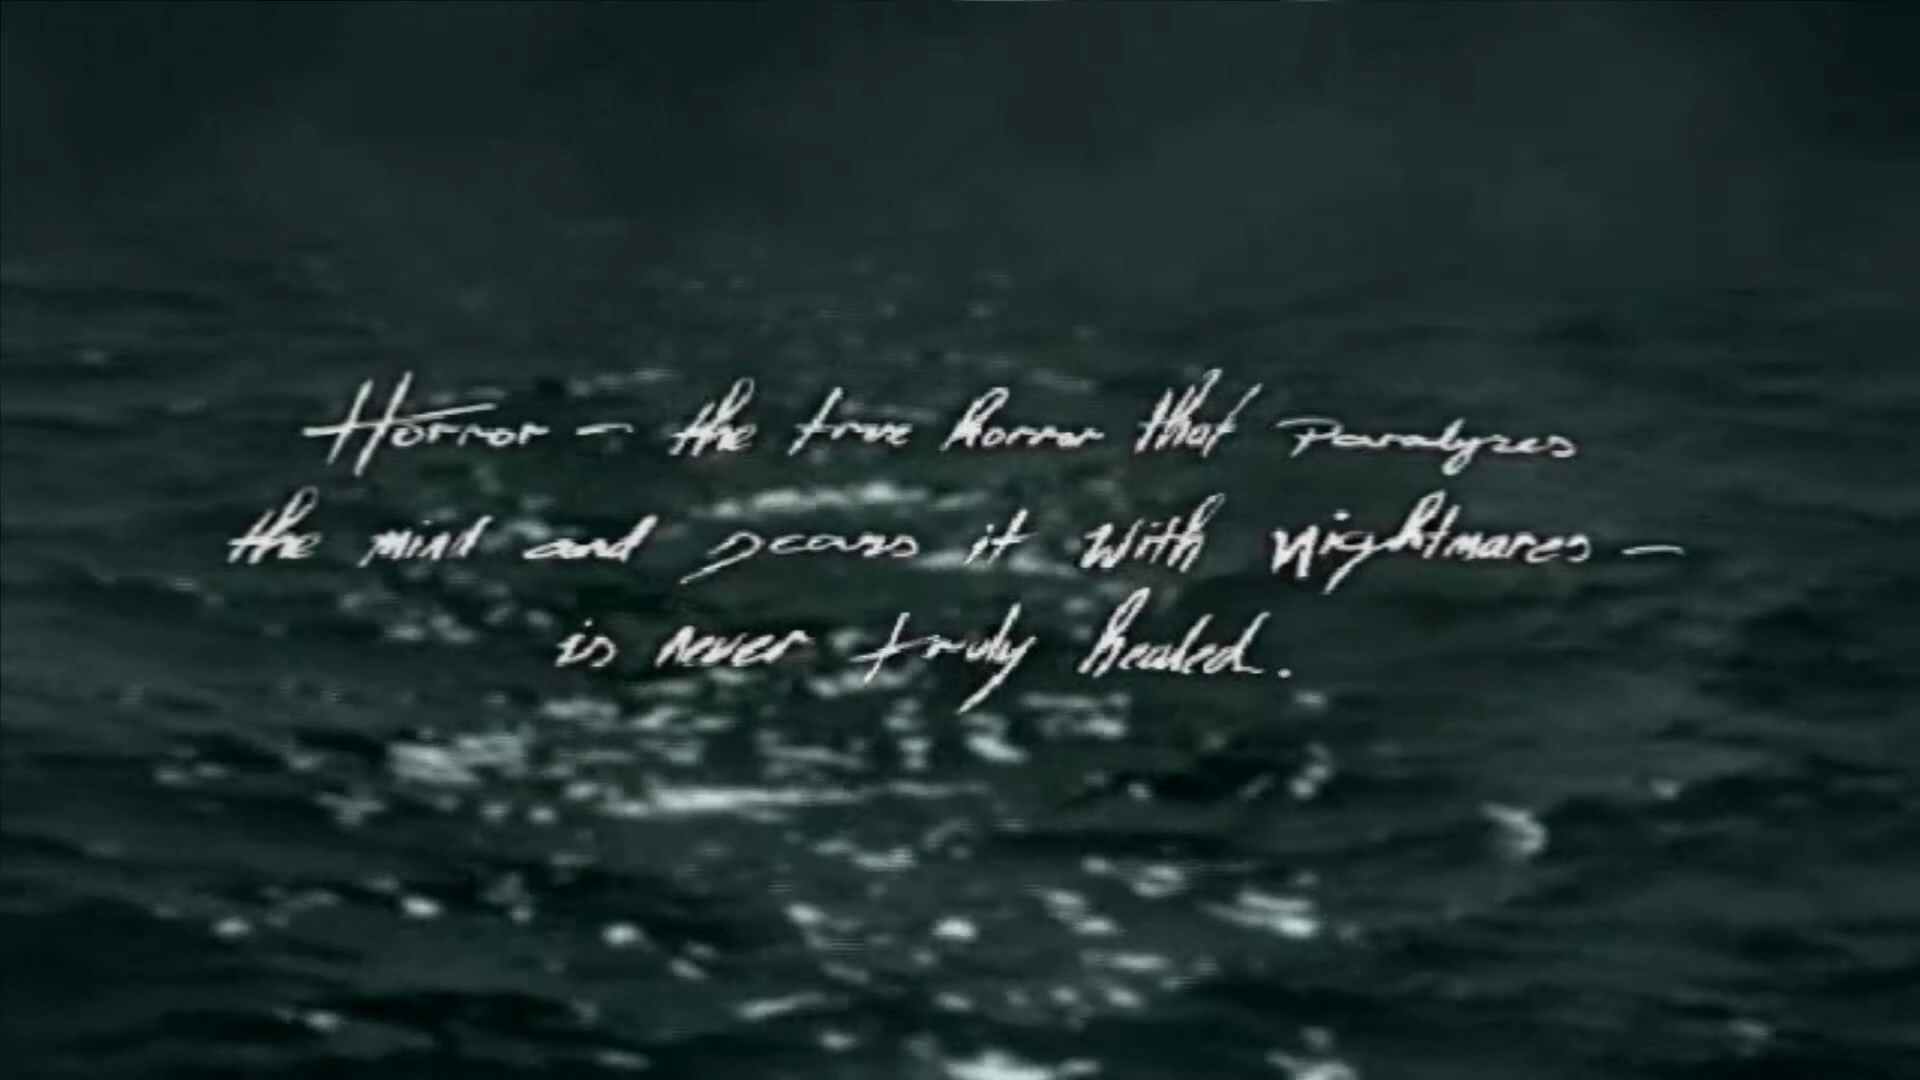 Horror - the true horror that paralyzes
the mind and scars it with nightmares -
is never truly healed.